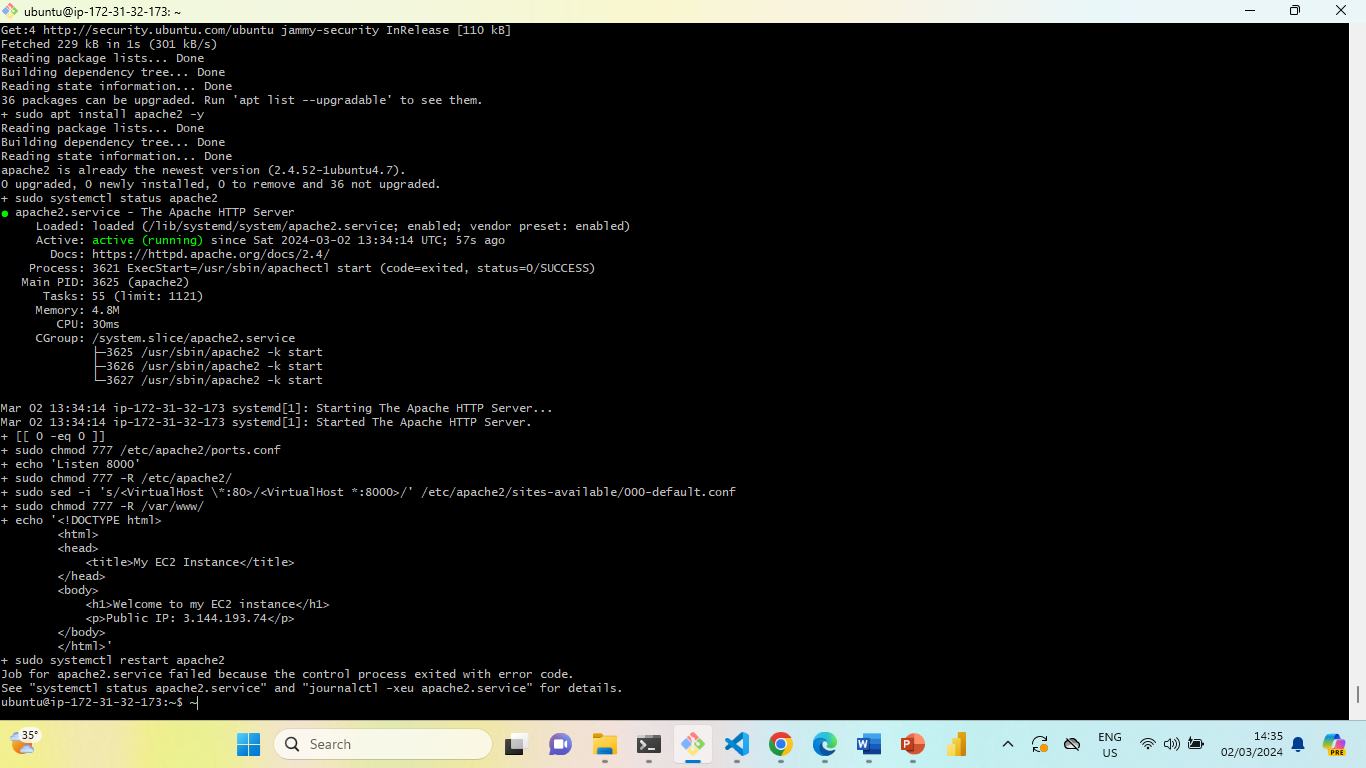 ubuntu@ip-172-31-32-173: ~
Get:4 http://security.ubuntu.com/ubuntu jammy-security InRelease [110 kB]
Fetched 229 kB in 1s (301 kB/s)
Reading package lists... Done
Building dependency tree... Done
Reading state information... Done
36 packages can be upgraded. Run 'apt list --upgradable' to see them.
+ sudo apt install apache2 -y
Reading package lists... Done
Building dependency tree... Done
Reading state information... Done
apache2 is already the newest version (2.4.52-1ubuntu4.7).
0 upgraded, 0 newly installed, 0 to remove and 36 not upgraded.
+ sudo systemctl status apache2
● apache2.service - The Apache HTTP Server
     Loaded: loaded (/lib/systemd/system/apache2.service; enabled; vendor preset: enabled)
     Active: active (running) since Sat 2024-03-02 13:34:14 UTC; 57s ago
       Docs: https://httpd.apache.org/docs/2.4/
    Process: 3621 ExecStart=/usr/sbin/apachectl start (code=exited, status=0/SUCCESS)
   Main PID: 3625 (apache2)
      Tasks: 55 (limit: 1121)
     Memory: 4.8M
        CPU: 30ms
     CGroup: /system.slice/apache2.service
             ├─3625 /usr/sbin/apache2 -k start
             ├─3626 /usr/sbin/apache2 -k start
             └─3627 /usr/sbin/apache2 -k start
Mar 02 13:34:14 ip-172-31-32-173 systemd[1]: Starting The Apache HTTP Server...
Mar 02 13:34:14 ip-172-31-32-173 systemd[1]: Started The Apache HTTP Server.
+ [[ 0 -eq 0 ]]
+ sudo chmod 777 /etc/apache2/ports.conf
+ echo 'Listen 8000'
+ sudo chmod 777 -R /etc/apache2/
+ sudo sed -i 's/<VirtualHost \*:80>/<VirtualHost *:8000>/' /etc/apache2/sites-available/000-default.conf
+ sudo chmod 777 -R /var/www/
+ echo '<!DOCTYPE html>
        <html>
        <head>
            <title>My EC2 Instance</title>
        </head>
        <body>
            <h1>Welcome to my EC2 instance</h1>
            <p>Public IP: 3.144.193.74</p>
        </body>
        </html>'
+ sudo systemctl restart apache2
Job for apache2.service failed because the control process exited with error code.
See "systemctl status apache2.service" and "journalctl -xeu apache2.service" for details.
ubuntu@ip-172-31-32-173:~$ ~
35°
Search
ENG
US
14:35
02/03/2024
PRE